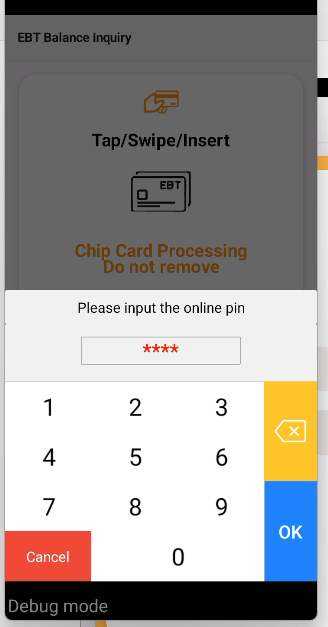 EBT Balance Inquiry
Tap/Swipe/Insert
EBT
Chip Card Processing
Do not remove
Please input the online pin
****
1 2 3
4 5 6
7 8 9
Cancel 0 OK
Debug mode